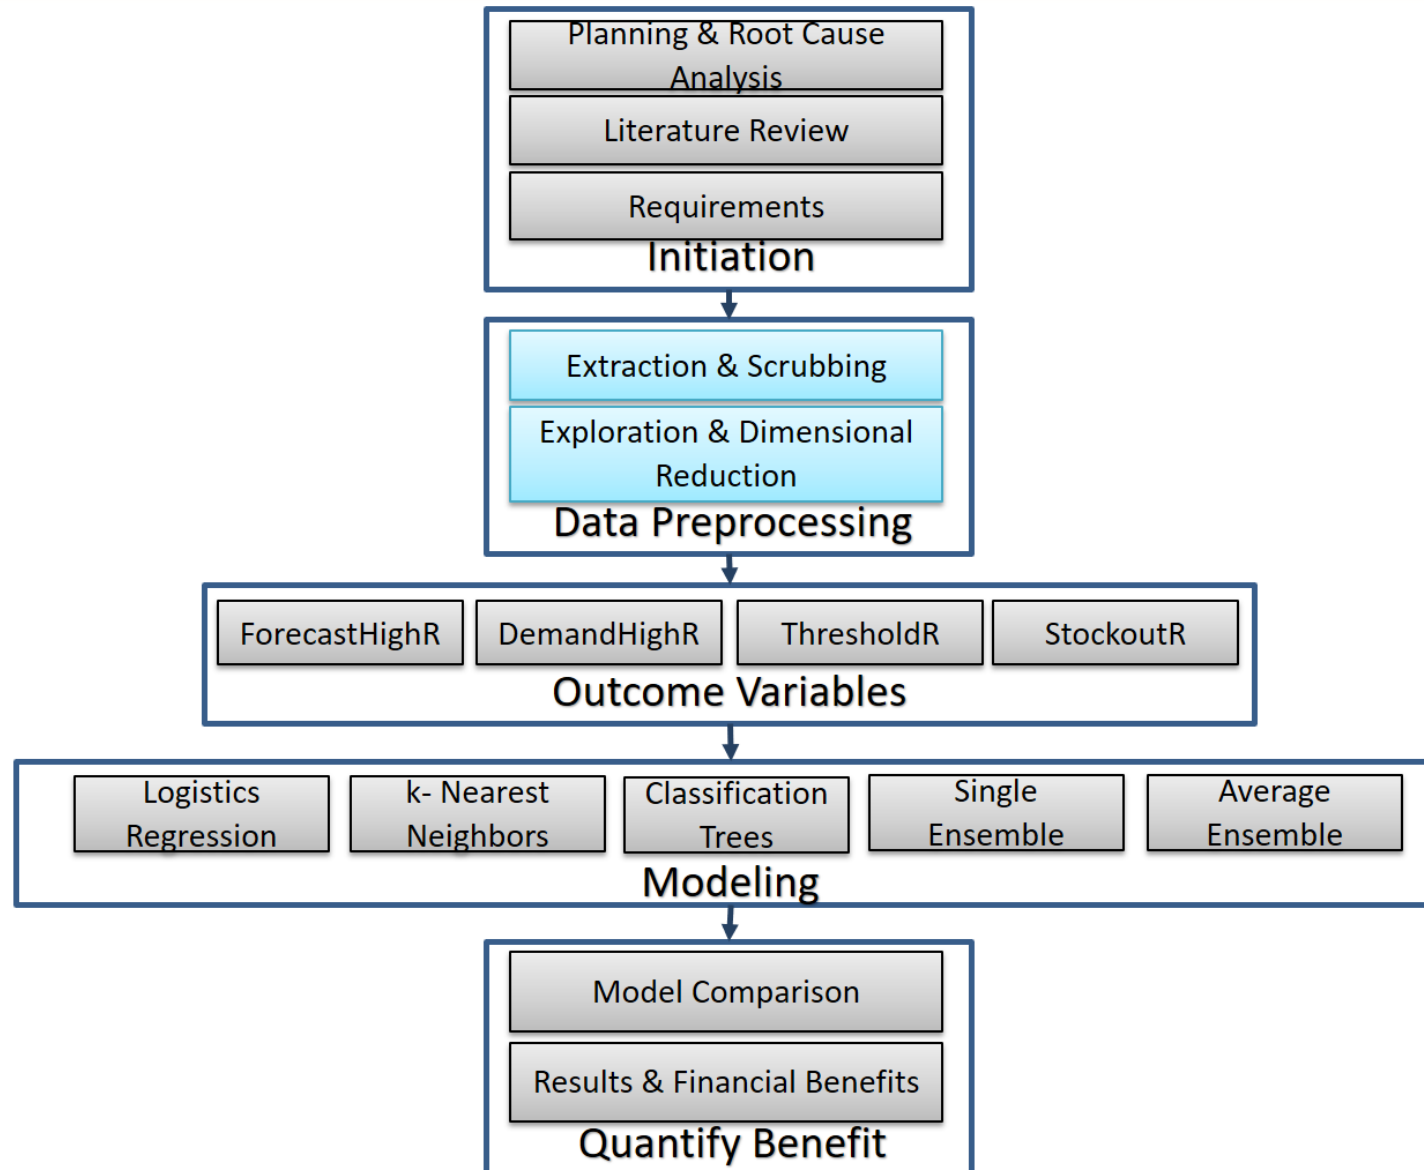 Planning & Root Cause
Analysis
Literature Review
Requirements
Initiation
Extraction & Scrubbing
Exploration & Dimensional
Reduction
Data Preprocessing
ForecastHighR
DemandHighR
ThresholdR
StockoutR
Outcome Variables
Logistics
Regression
k- Nearest
Neighbors
Classification
Trees
Single
Ensemble
Average
Ensemble
Modeling
Model Comparison
Results & Financial Benefits
Quantify Benefit